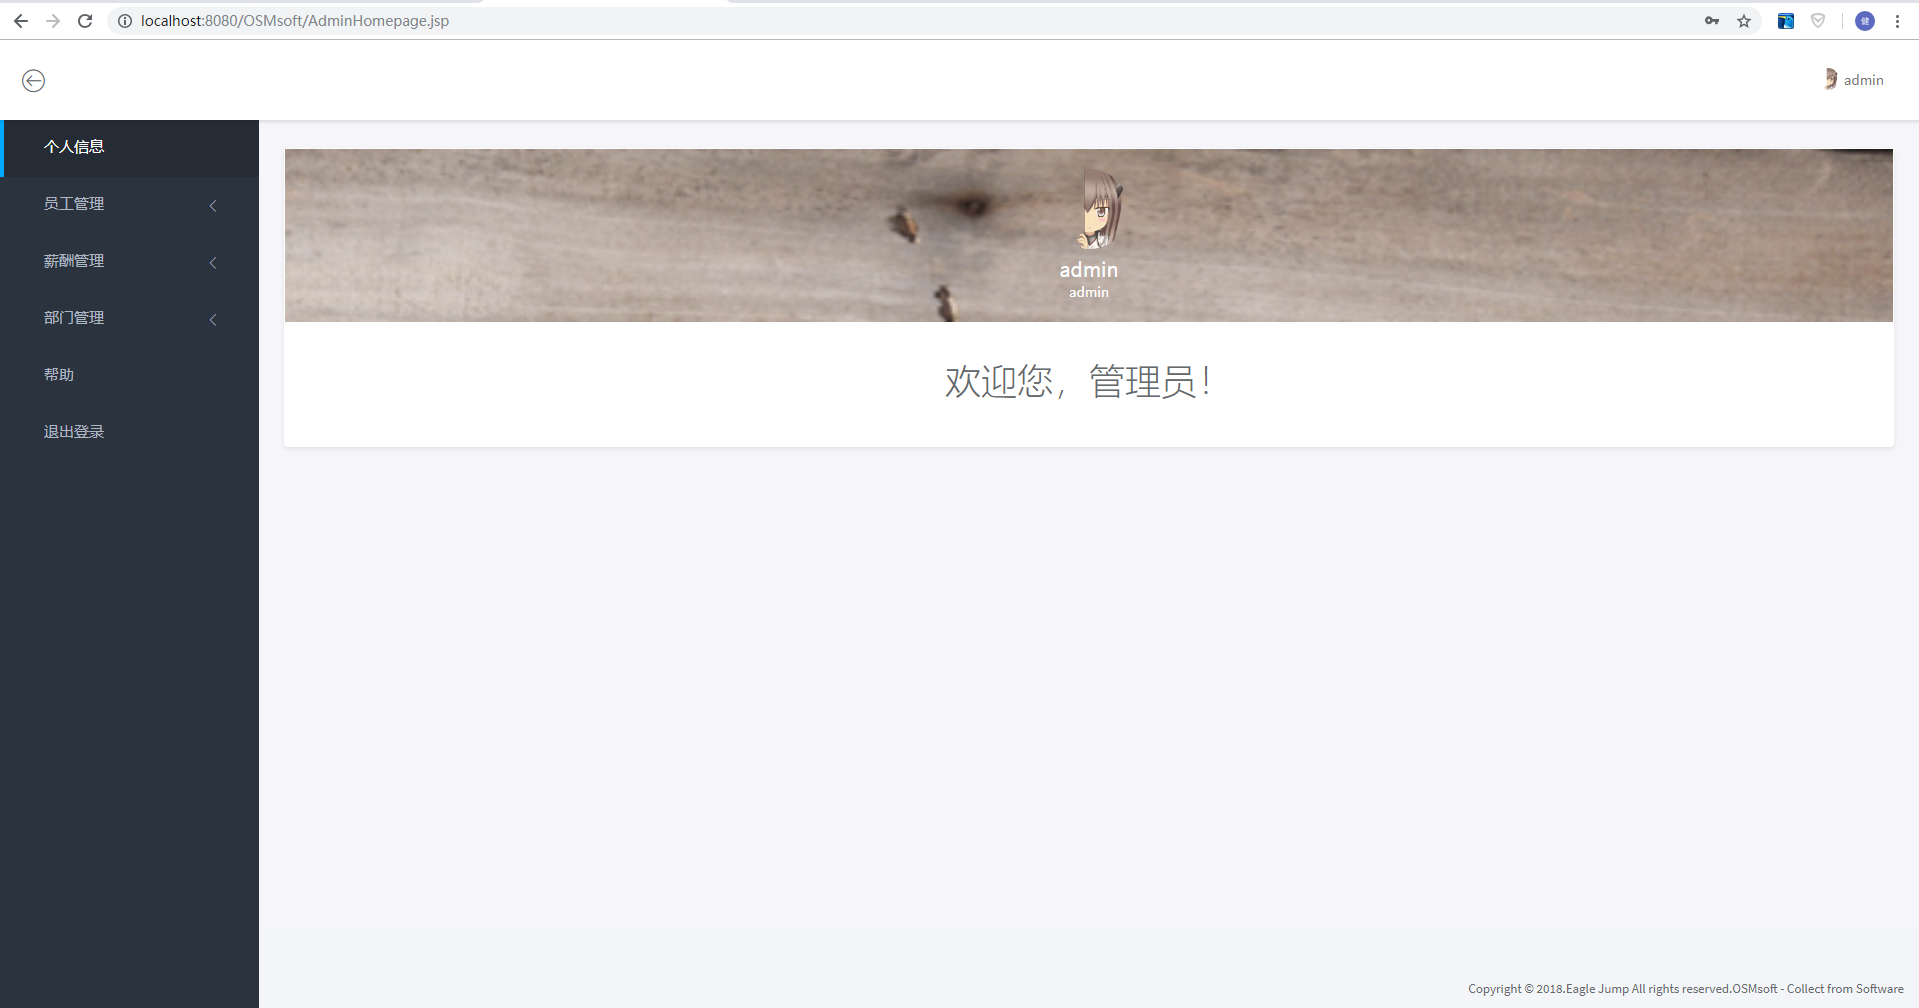 localhost:8080/OSMsoft/AdminHomepage.jsp
健
admin
个人信息
员工管理
薪酬管理
部门管理
帮助
退出登录
admin
admin
欢迎您，管理员！
Copyright © 2018.Eagle Jump All rights reserved.OSMsoft - Collect from Software